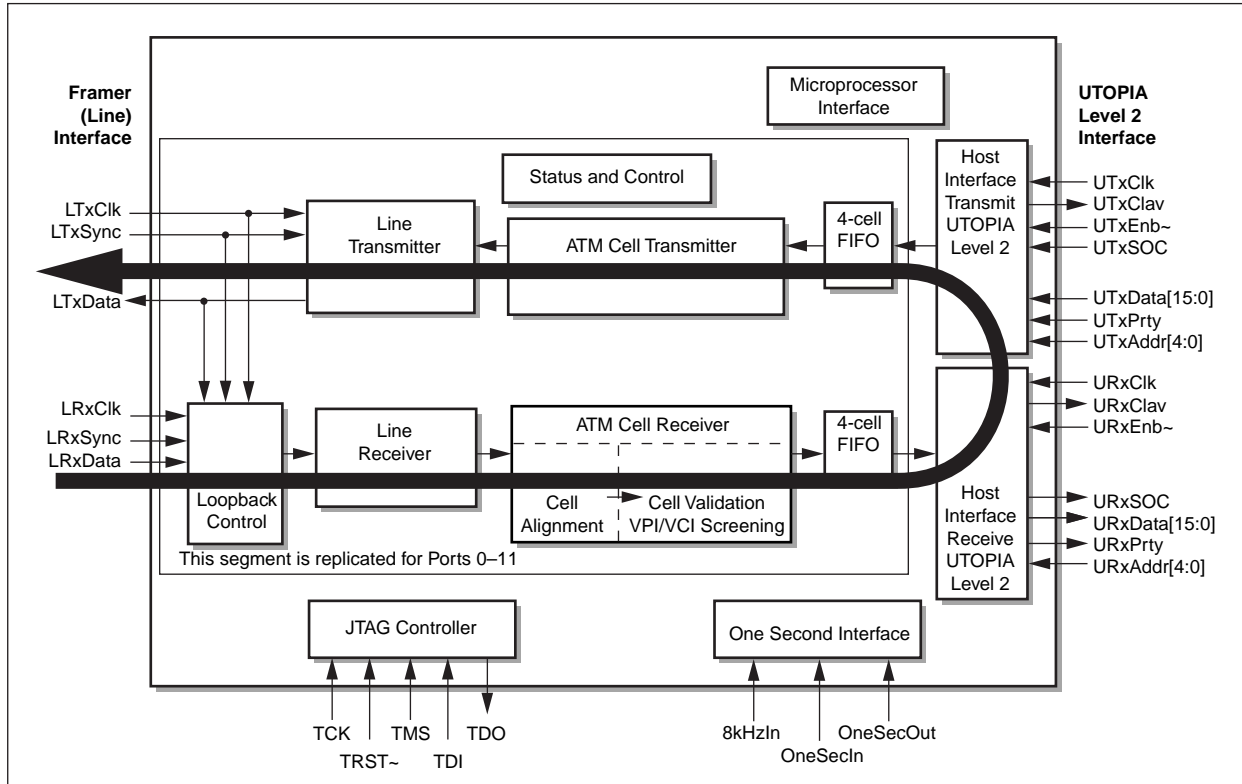 Framer
(Line)
Interface
Microprocessor
Interface
UTOPIA
Level 2
Interface
Status and Control
Host
Interface
Transmit
UTOPIA
Level 2
LTxClk
LTxSync
LTxData
Line
Transmitter
ATM Cell Transmitter
4-cell
FIFO
UTxClk
UTxClav
UTxEnb~
UTxSOC
UTxData[15:0]
UTxPrty
UTxAddr[4:0]
LRxClk
LRxSync
LRxData
Loopback
Control
Line
Receiver
ATM Cell Receiver
Cell
Alignment
Cell Validation
VPI/VCI Screening
4-cell
FIFO
Host
Interface
Receive
UTOPIA
Level 2
URxClk
URxClav
URxEnb~
URxSOC
URxData[15:0]
URxPrty
URxAddr[4:0]
This segment is replicated for Ports 0–11
JTAG Controller
One Second Interface
TCK
TRST~
TMS
TDI
TDO
8kHzIn
OneSecIn
OneSecOut